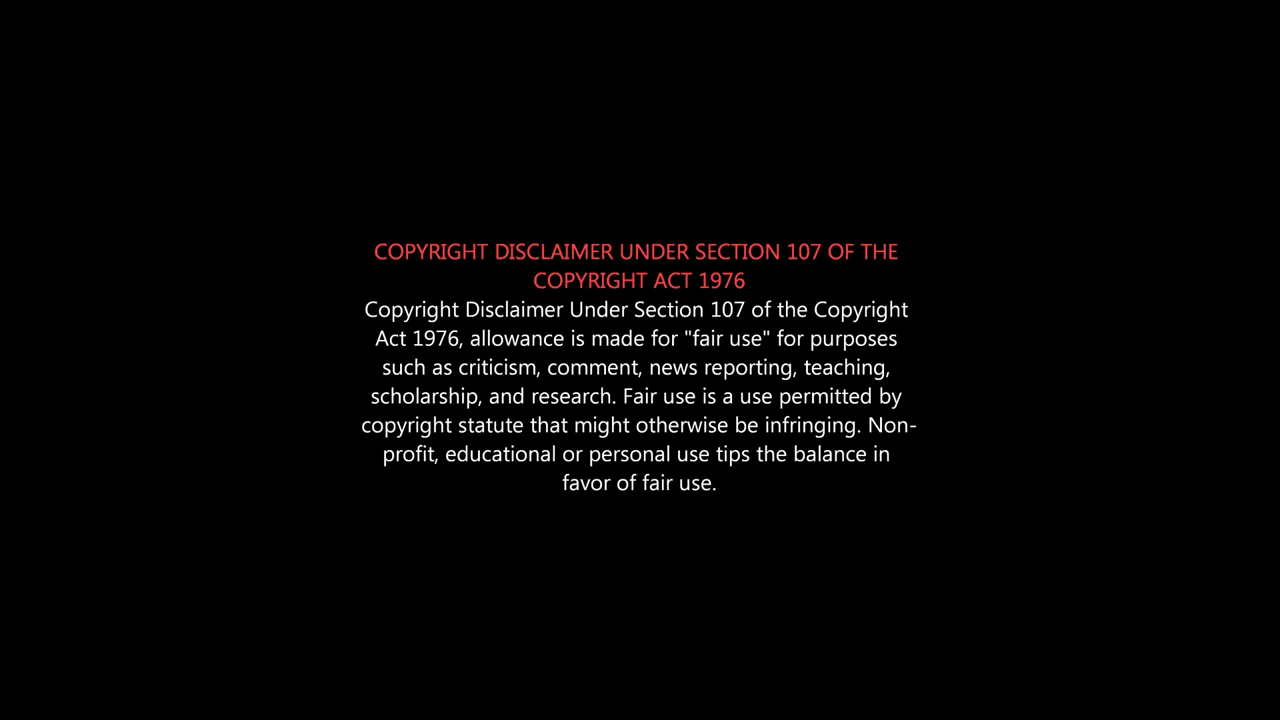 COPYRIGHT DISCLAIMER UNDER SECTION 107 OF THE
COPYRIGHT ACT 1976
Copyright Disclaimer Under Section 107 of the Copyright
Act 1976, allowance is made for "fair use" for purposes
such as criticism, comment, news reporting, teaching,
scholarship, and research. Fair use is a use permitted by
copyright statute that might otherwise be infringing. Non-
profit, educational or personal use tips the balance in
favor of fair use.